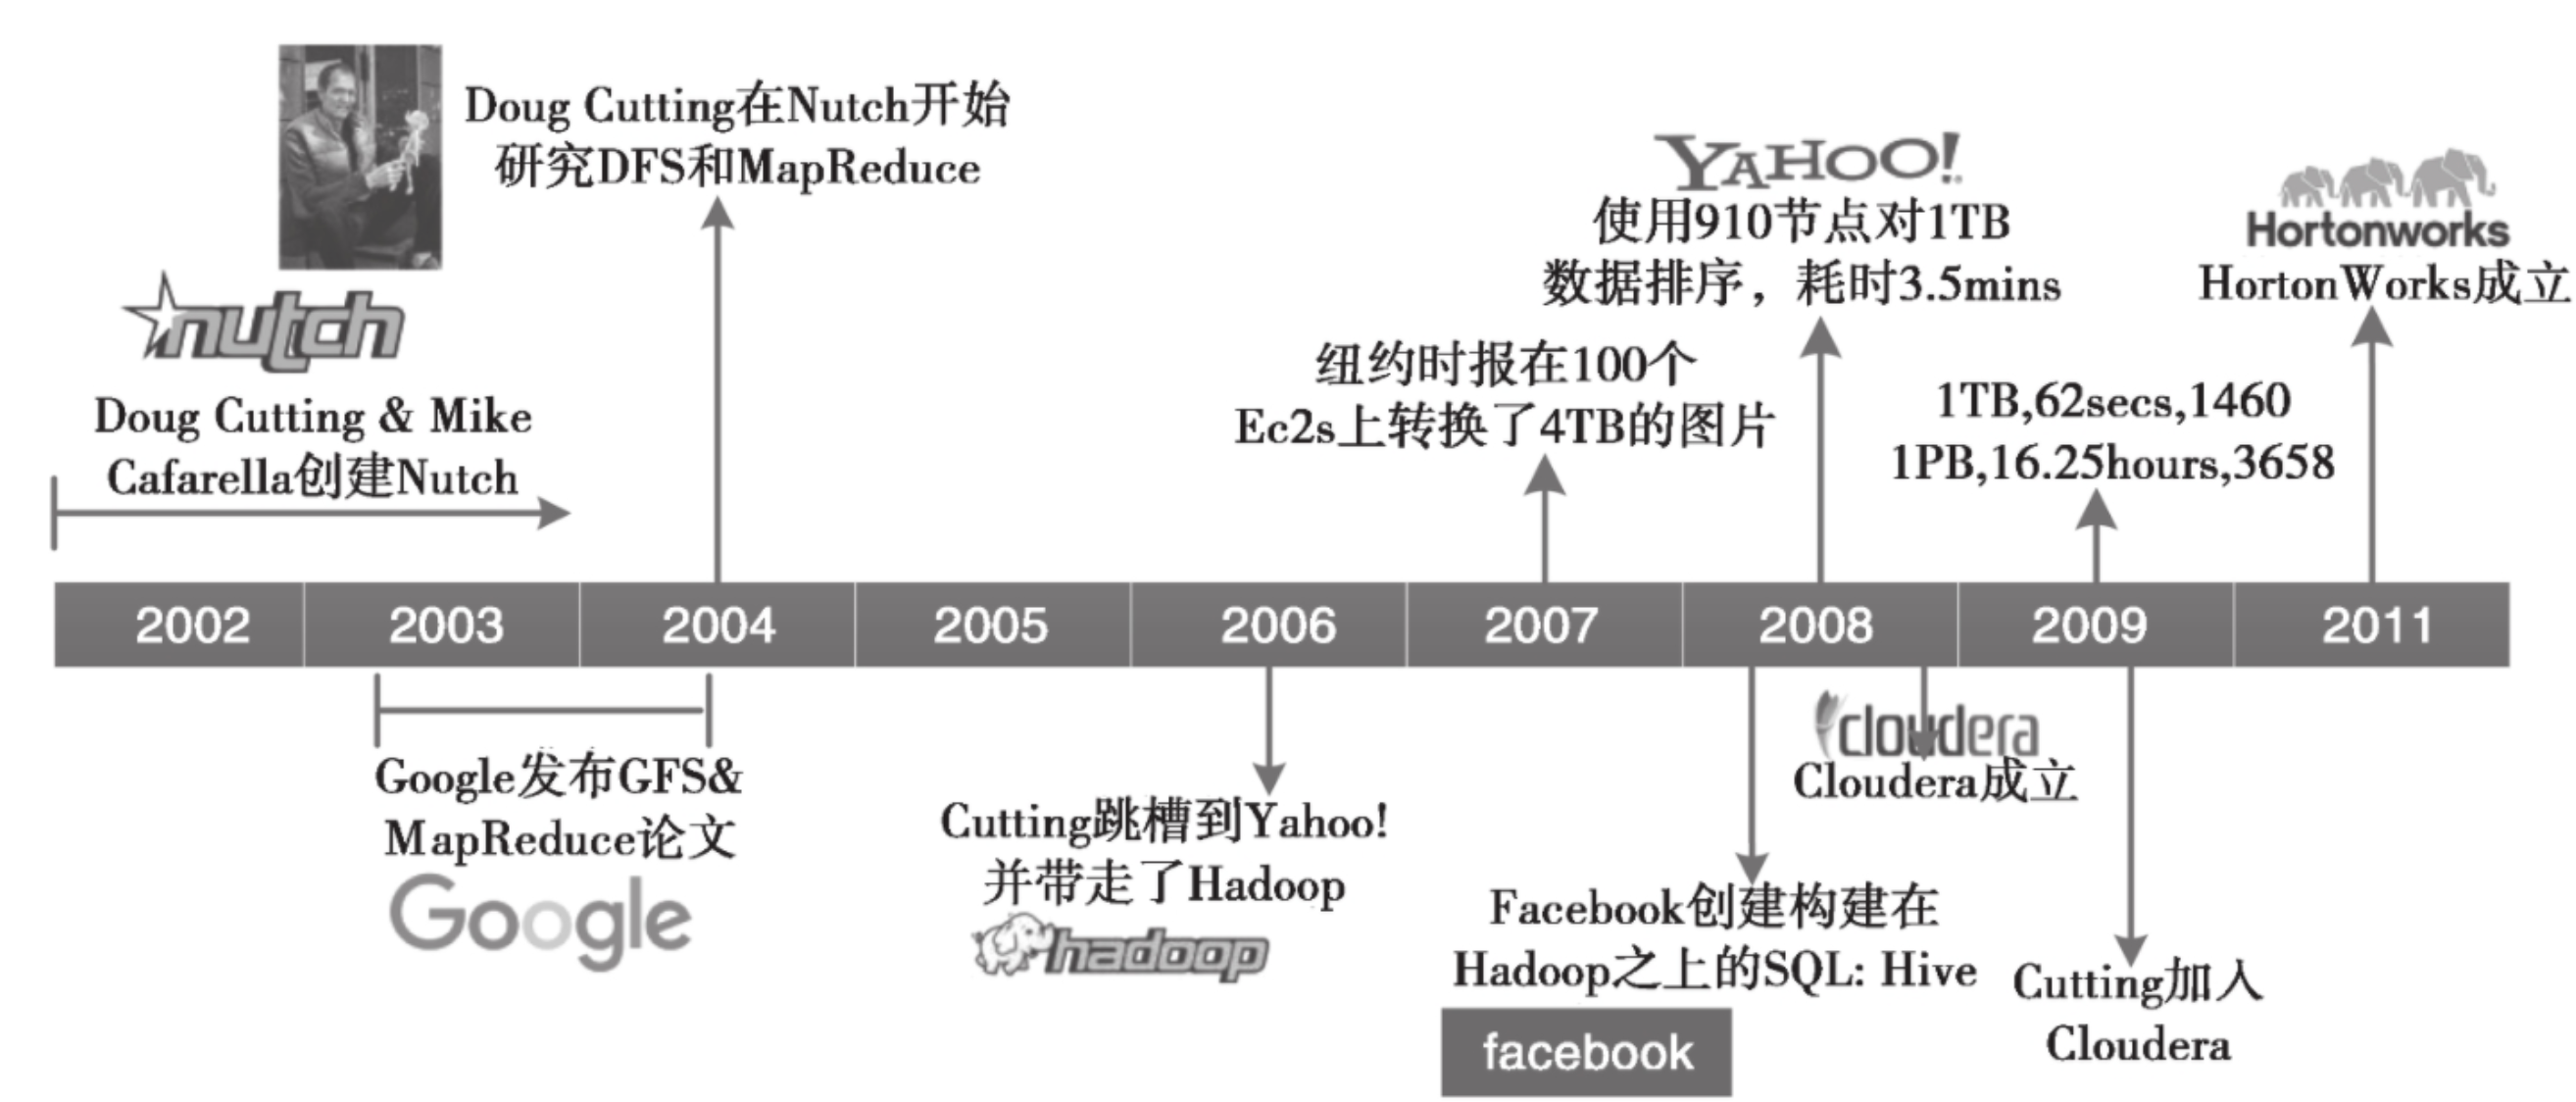 Doug Cutting在Nutch开始
研究DFS和MapReduce
nutch
Doug Cutting & Mike
Cafarella创建Nutch
YAHOO!
使用910节点对1TB
数据排序，耗时3.5mins
Hortonworks
HortonWorks成立
纽约时报在100个
Ec2s上转换了4TB的图片
1TB,62secs,1460
1PB,16.25hours,3658
2002 2003 2004 2005 2006 2007 2008 2009 2011
Google发布GFS&
MapReduce论文
Google
Cutting跳槽到Yahoo!
并带走了Hadoop
hadoop
cloudera
Cloudera成立
Facebook创建构建在
Hadoop之上的SQL: Hive
facebook
Cutting加入
Cloudera